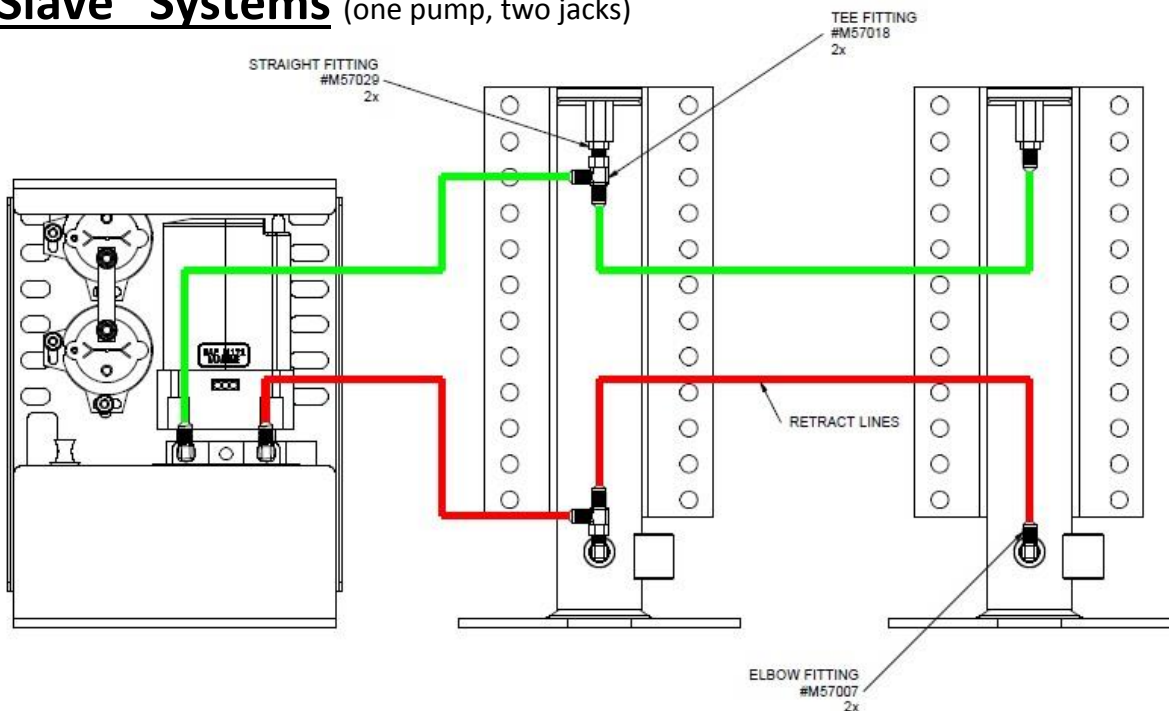 Slave" Systems (one pump, two jacks)
TEE FITTING
#M57018
2x
STRAIGHT FITTING
#M57029
2x
RETRACT LINES
ELBOW FITTING
#M57007
2x